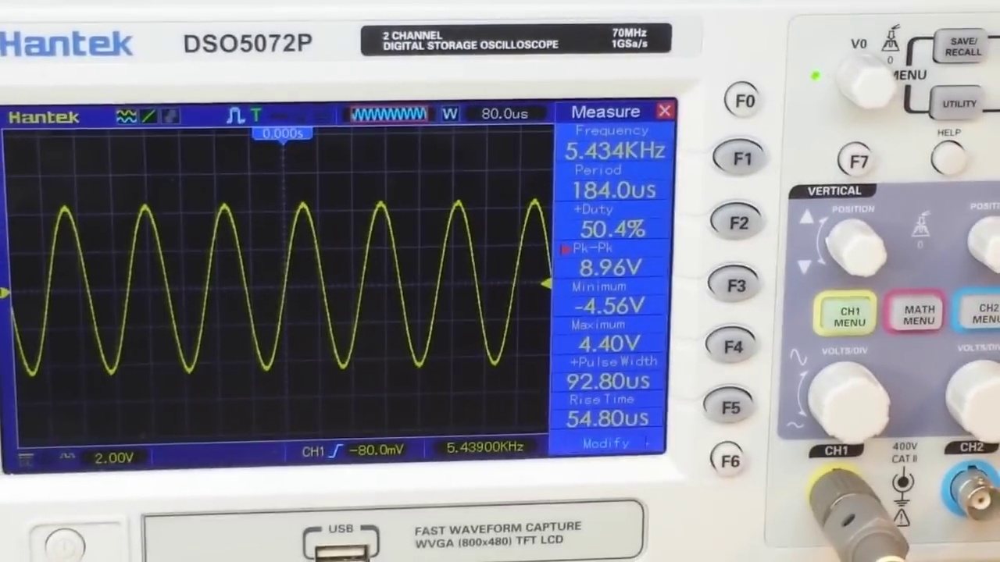 Hantek
DSO5072P
2 CHANNEL
DIGITAL STORAGE OSCILLOSCOPE
70MHz
1GSa/s
V0
0
MENU
SAVE/
RECALL
UTILITY
HELP
F0
F1
F2
F3
F4
F5
F6
F7
Hantek
T
W
80.0us
0.000s
Measure
Frequency
5.434KHz
Period
184.0us
+Duty
50.4%
Pk-Pk
8.96V
Minimum
-4.56V
Maximum
4.40V
+Pulse Width
92.80us
Rise Time
54.80us
Modify
2.00V
CH1
-80.0mV
5.43900KHz
VERTICAL
POSITION
0
POSITI
CH1
MENU
MATH
MENU
CH2
MENU
VOLTS/DIV
VOLTS/DIV
CH1
400V
CAT II
CH2
USB
FAST WAVEFORM CAPTURE
WVGA (800x480) TFT LCD